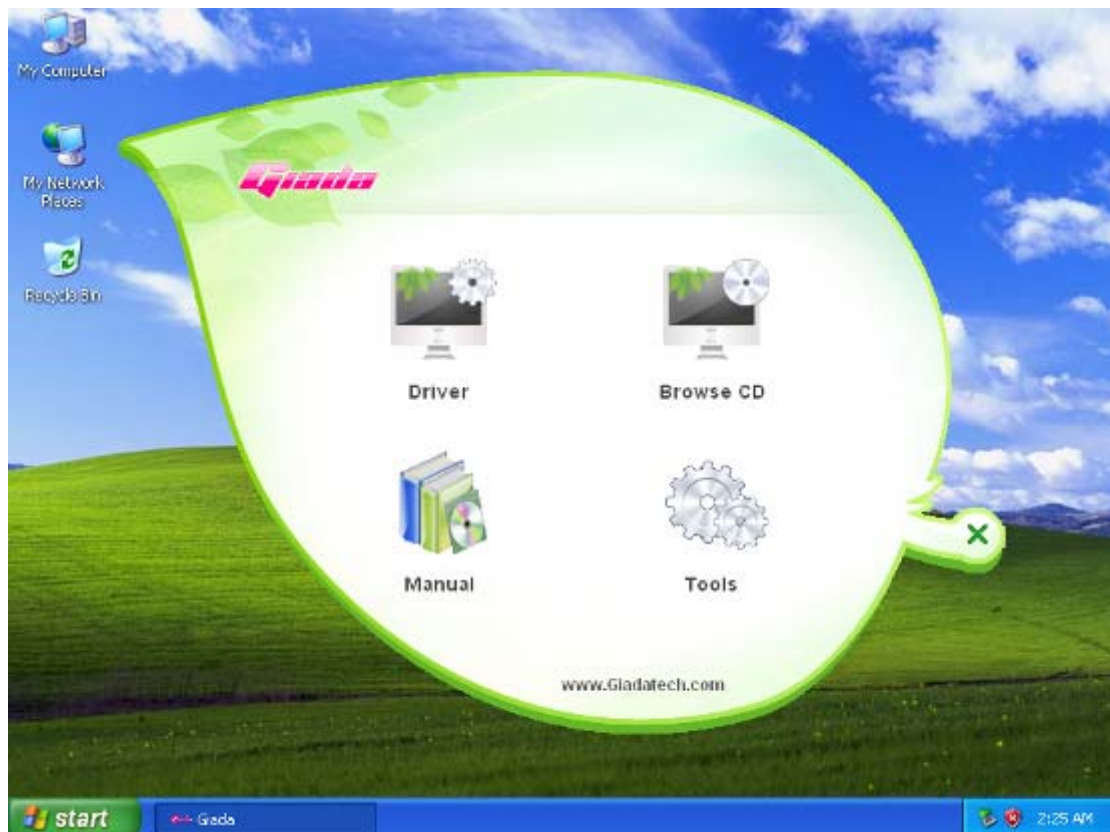 My Computer
My Network
Places
Recycle Bin
Giada
Driver
Browse CD
Manual
Tools
www.Giadatech.com
start
Giada
2:25 AM